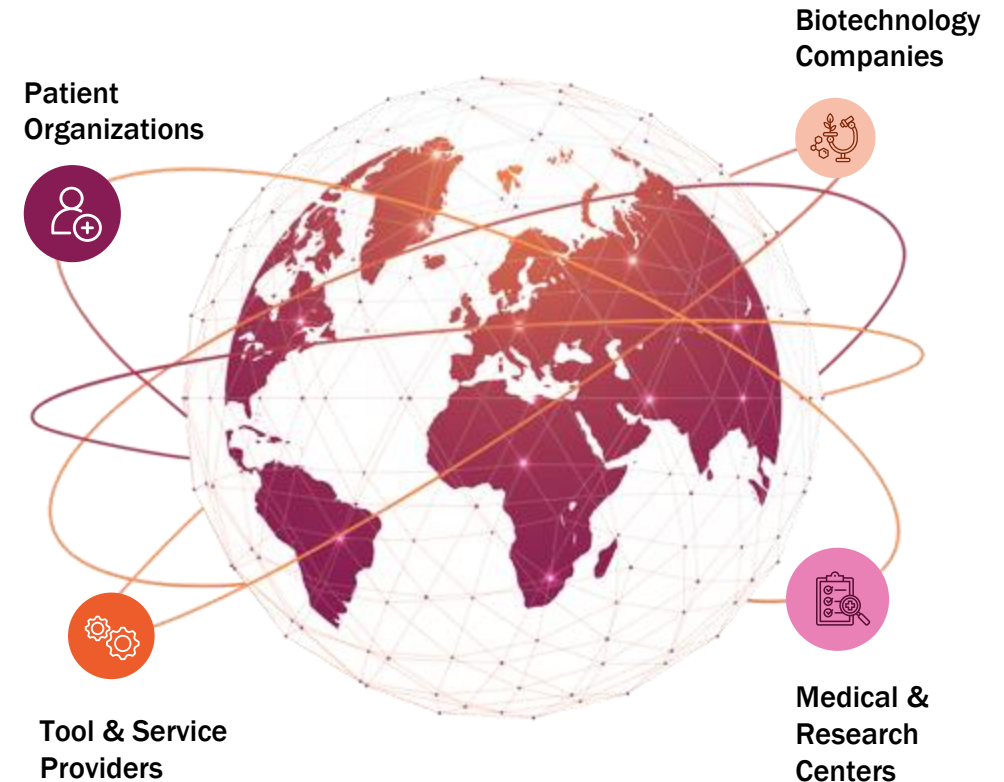 Biotechnology
Companies
Patient
Organizations
Tool & Service
Providers
Medical &
Research
Centers